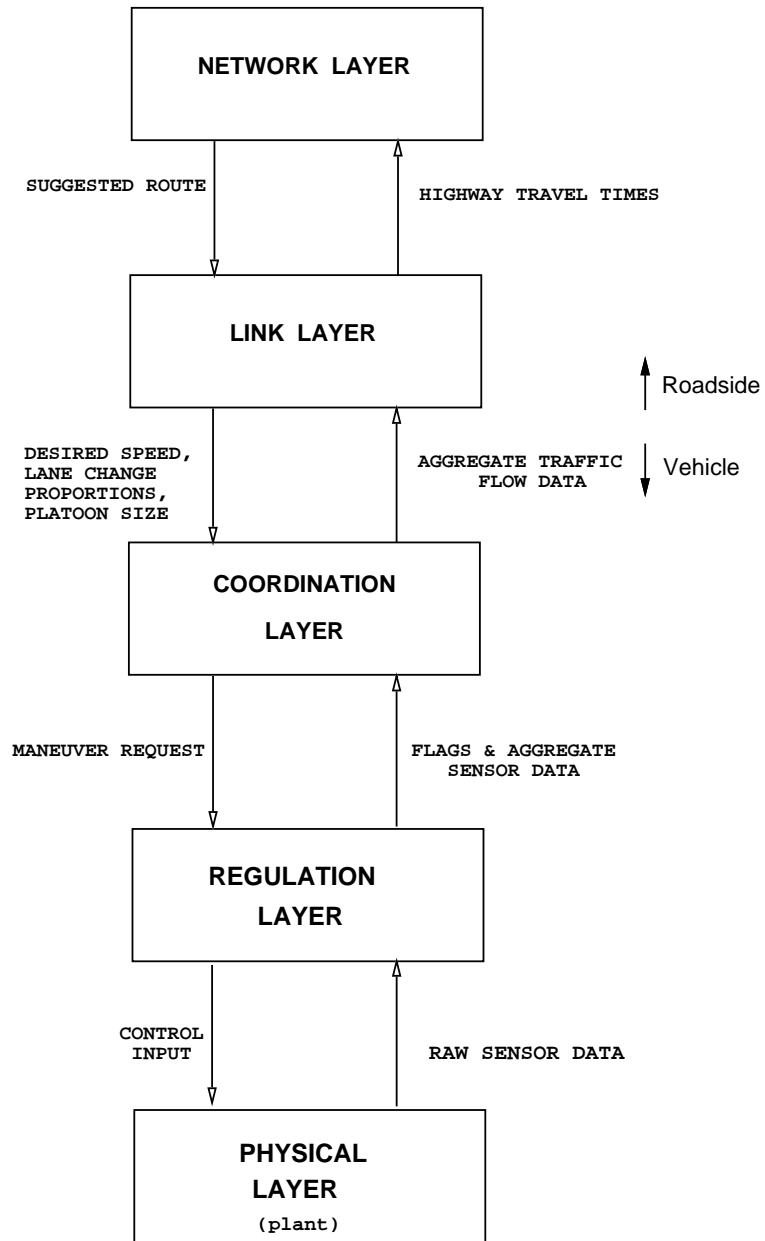 NETWORK LAYER
SUGGESTED ROUTE
HIGHWAY TRAVEL TIMES
LINK LAYER
Roadside
DESIRED SPEED,
LANE CHANGE
PROPORTIONS,
PLATOON SIZE
AGGREGATE TRAFFIC
FLOW DATA
Vehicle
COORDINATION
LAYER
MANEUVER REQUEST
FLAGS & AGGREGATE
SENSOR DATA
REGULATION
LAYER
CONTROL
INPUT
RAW SENSOR DATA
PHYSICAL
LAYER
(plant)